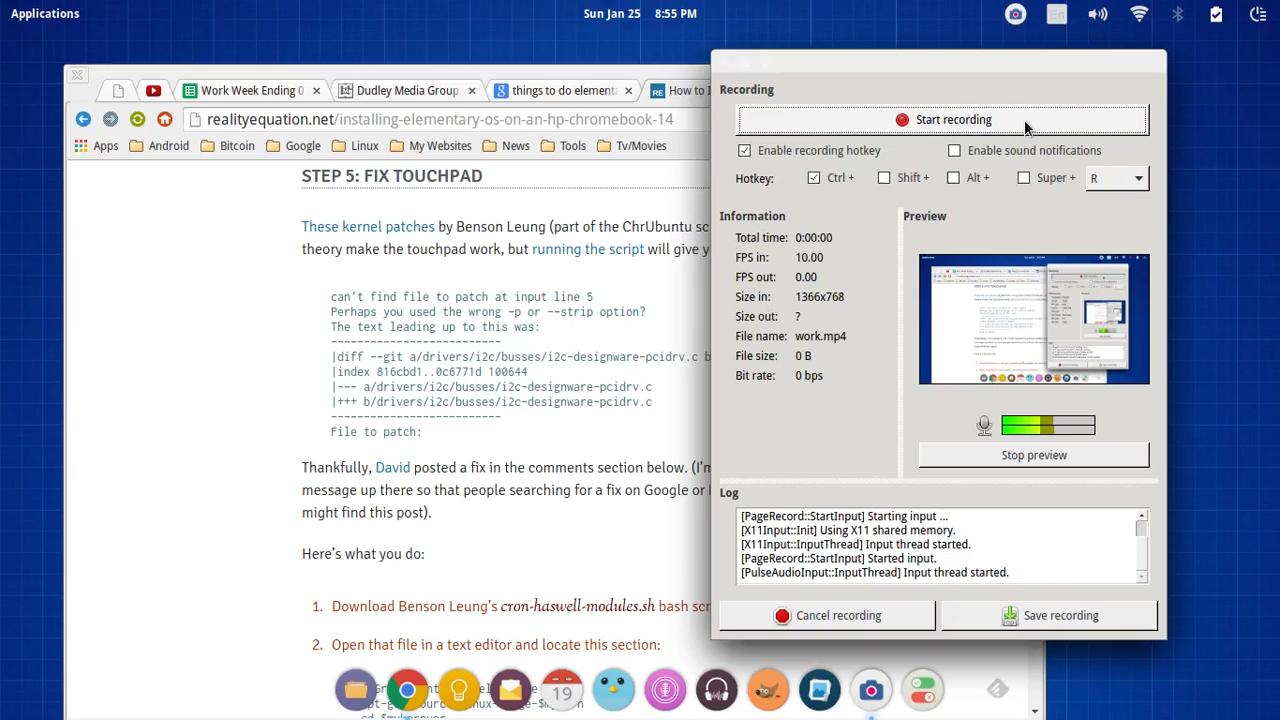 Applications
Sun Jan 25 8:55 PM
Work Week Ending 0
Dudley Media Group
things to do elementa
How to I
realityequation.net/installing-elementary-os-on-an-hp-chromebook-14
Apps
Android
Bitcoin
Google
Linux
My Websites
News
Tools
Tv/Movies
STEP 5: FIX TOUCHPAD
These kernel patches by Benson Leung (part of the ChrUbuntu sc
theory make the touchpad work, but running the script will give y
can't find file to patch at input line 5
Perhaps you used the wrong -p or --strip option?
The text leading up to this was:
--------------------------
|diff --git a/drivers/i2c/busses/i2c-designware-pcidrv.c b
|index 816cbd1..0c6771d 100644
|--- a/drivers/i2c/busses/i2c-designware-pcidrv.c
|+++ b/drivers/i2c/busses/i2c-designware-pcidrv.c
--------------------------
File to patch:
Thankfully, David posted a fix in the comments section below. (I'm
message up there so that people searching for a fix on Google or
might find this post).
Here's what you do:
1. Download Benson Leung's cron-haswell-modules.sh bash scr
2. Open that file in a text editor and locate this section:
19
Recording
Start recording
Enable recording hotkey
Enable sound notifications
Hotkey:
Ctrl +
Shift +
Alt +
Super +
R
Information
Total time: 0:00:00
FPS in: 10.00
FPS out: 0.00
Size in: 1366x768
Size out: ?
File name: work.mp4
File size: 0 B
Bit rate: 0 bps
Preview
Stop preview
Log
[PageRecord::StartInput] Starting input ...
[X11Input::Init] Using X11 shared memory.
[X11Input::InputThread] Input thread started.
[PageRecord::StartInput] Started input.
[PulseAudioInput::InputThread] Input thread started.
Cancel recording
Save recording